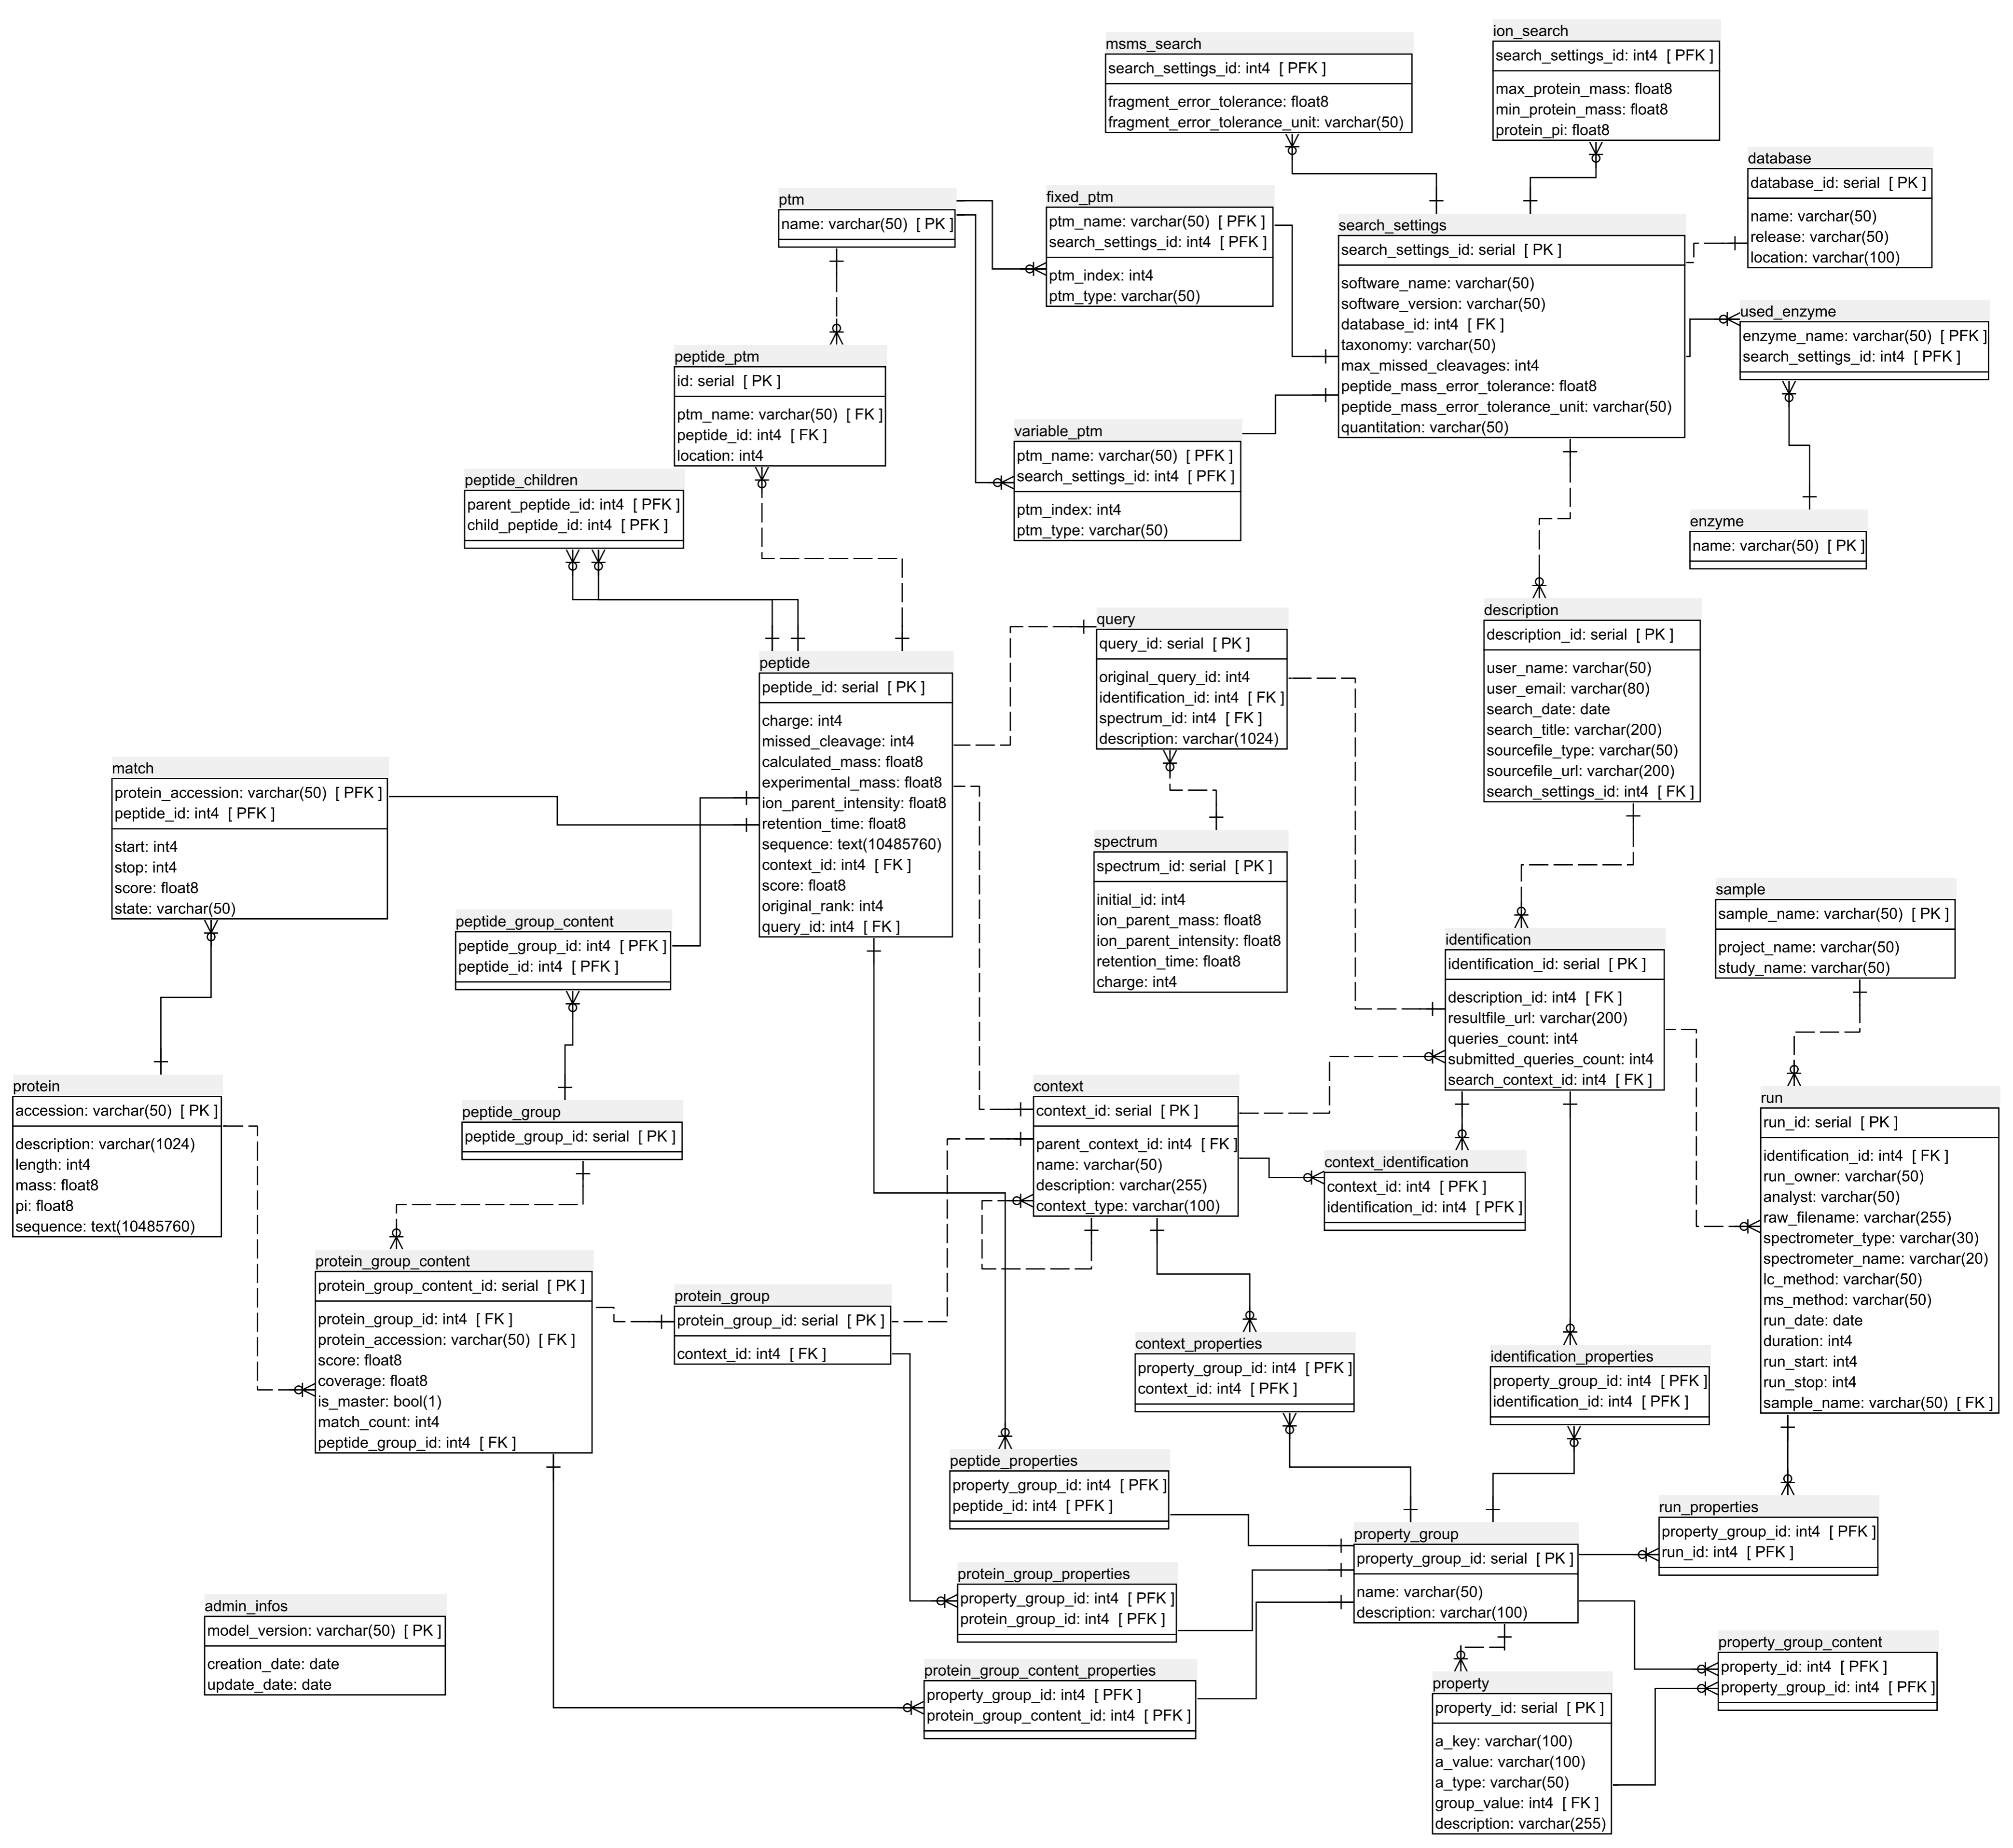 ion_search
search_settings_id: int4 [ PFK ]
max_protein_mass: float8
min_protein_mass: float8
protein_pi: float8
msms_search
search_settings_id: int4 [ PFK ]
fragment_error_tolerance: float8
fragment_error_tolerance_unit: varchar(50)
database
database_id: serial [ PK ]
name: varchar(50)
release: varchar(50)
location: varchar(100)
ptm
name: varchar(50) [ PK ]
fixed_ptm
ptm_name: varchar(50) [ PFK ]
search_settings_id: int4 [ PFK ]
ptm_index: int4
ptm_type: varchar(50)
search_settings
search_settings_id: serial [ PK ]
software_name: varchar(50)
software_version: varchar(50)
database_id: int4 [ FK ]
taxonomy: varchar(50)
max_missed_cleavages: int4
peptide_mass_error_tolerance: float8
peptide_mass_error_tolerance_unit: varchar(50)
quantitation: varchar(50)
used_enzyme
enzyme_name: varchar(50) [ PFK ]
search_settings_id: int4 [ PFK ]
peptide_ptm
id: serial [ PK ]
ptm_name: varchar(50) [ FK ]
peptide_id: int4 [ FK ]
location: int4
variable_ptm
ptm_name: varchar(50) [ PFK ]
search_settings_id: int4 [ PFK ]
ptm_index: int4
ptm_type: varchar(50)
peptide_children
parent_peptide_id: int4 [ PFK ]
child_peptide_id: int4 [ PFK ]
enzyme
name: varchar(50) [ PK ]
description
description_id: serial [ PK ]
user_name: varchar(50)
user_email: varchar(80)
search_date: date
search_title: varchar(200)
sourcefile_type: varchar(50)
sourcefile_url: varchar(200)
search_settings_id: int4 [ FK ]
query
query_id: serial [ PK ]
original_query_id: int4
identification_id: int4 [ FK ]
spectrum_id: int4 [ FK ]
description: varchar(1024)
peptide
peptide_id: serial [ PK ]
charge: int4
missed_cleavage: int4
calculated_mass: float8
experimental_mass: float8
ion_parent_intensity: float8
retention_time: float8
sequence: text(10485760)
context_id: int4 [ FK ]
score: float8
original_rank: int4
query_id: int4 [ FK ]
match
protein_accession: varchar(50) [ PFK ]
peptide_id: int4 [ PFK ]
start: int4
stop: int4
score: float8
state: varchar(50)
spectrum
spectrum_id: serial [ PK ]
initial_id: int4
ion_parent_mass: float8
ion_parent_intensity: float8
retention_time: float8
charge: int4
sample
sample_name: varchar(50) [ PK ]
project_name: varchar(50)
study_name: varchar(50)
peptide_group_content
peptide_group_id: int4 [ PFK ]
peptide_id: int4 [ PFK ]
identification
identification_id: serial [ PK ]
description_id: int4 [ FK ]
resultfile_url: varchar(200)
queries_count: int4
submitted_queries_count: int4
search_context_id: int4 [ FK ]
protein
accession: varchar(50) [ PK ]
description: varchar(1024)
length: int4
mass: float8
pi: float8
sequence: text(10485760)
peptide_group
peptide_group_id: serial [ PK ]
context
context_id: serial [ PK ]
parent_context_id: int4 [ FK ]
name: varchar(50)
description: varchar(255)
context_type: varchar(100)
context_identification
context_id: int4 [ PFK ]
identification_id: int4 [ PFK ]
run
run_id: serial [ PK ]
identification_id: int4 [ FK ]
run_owner: varchar(50)
analyst: varchar(50)
raw_filename: varchar(255)
spectrometer_type: varchar(30)
spectrometer_name: varchar(20)
lc_method: varchar(50)
ms_method: varchar(50)
run_date: date
duration: int4
run_start: int4
run_stop: int4
sample_name: varchar(50) [ FK ]
protein_group_content
protein_group_content_id: serial [ PK ]
protein_group_id: int4 [ FK ]
protein_accession: varchar(50) [ FK ]
score: float8
coverage: float8
is_master: bool(1)
match_count: int4
peptide_group_id: int4 [ FK ]
protein_group
protein_group_id: serial [ PK ]
context_id: int4 [ FK ]
context_properties
property_group_id: int4 [ PFK ]
context_id: int4 [ PFK ]
identification_properties
property_group_id: int4 [ PFK ]
identification_id: int4 [ PFK ]
peptide_properties
property_group_id: int4 [ PFK ]
peptide_id: int4 [ PFK ]
run_properties
property_group_id: int4 [ PFK ]
run_id: int4 [ PFK ]
property_group
property_group_id: serial [ PK ]
name: varchar(50)
description: varchar(100)
protein_group_properties
property_group_id: int4 [ PFK ]
protein_group_id: int4 [ PFK ]
admin_infos
model_version: varchar(50) [ PK ]
creation_date: date
update_date: date
property_group_content
property_id: int4 [ PFK ]
property_group_id: int4 [ PFK ]
protein_group_content_properties
property_group_id: int4 [ PFK ]
protein_group_content_id: int4 [ PFK ]
property
property_id: serial [ PK ]
a_key: varchar(100)
a_value: varchar(100)
a_type: varchar(50)
group_value: int4 [ FK ]
description: varchar(255)